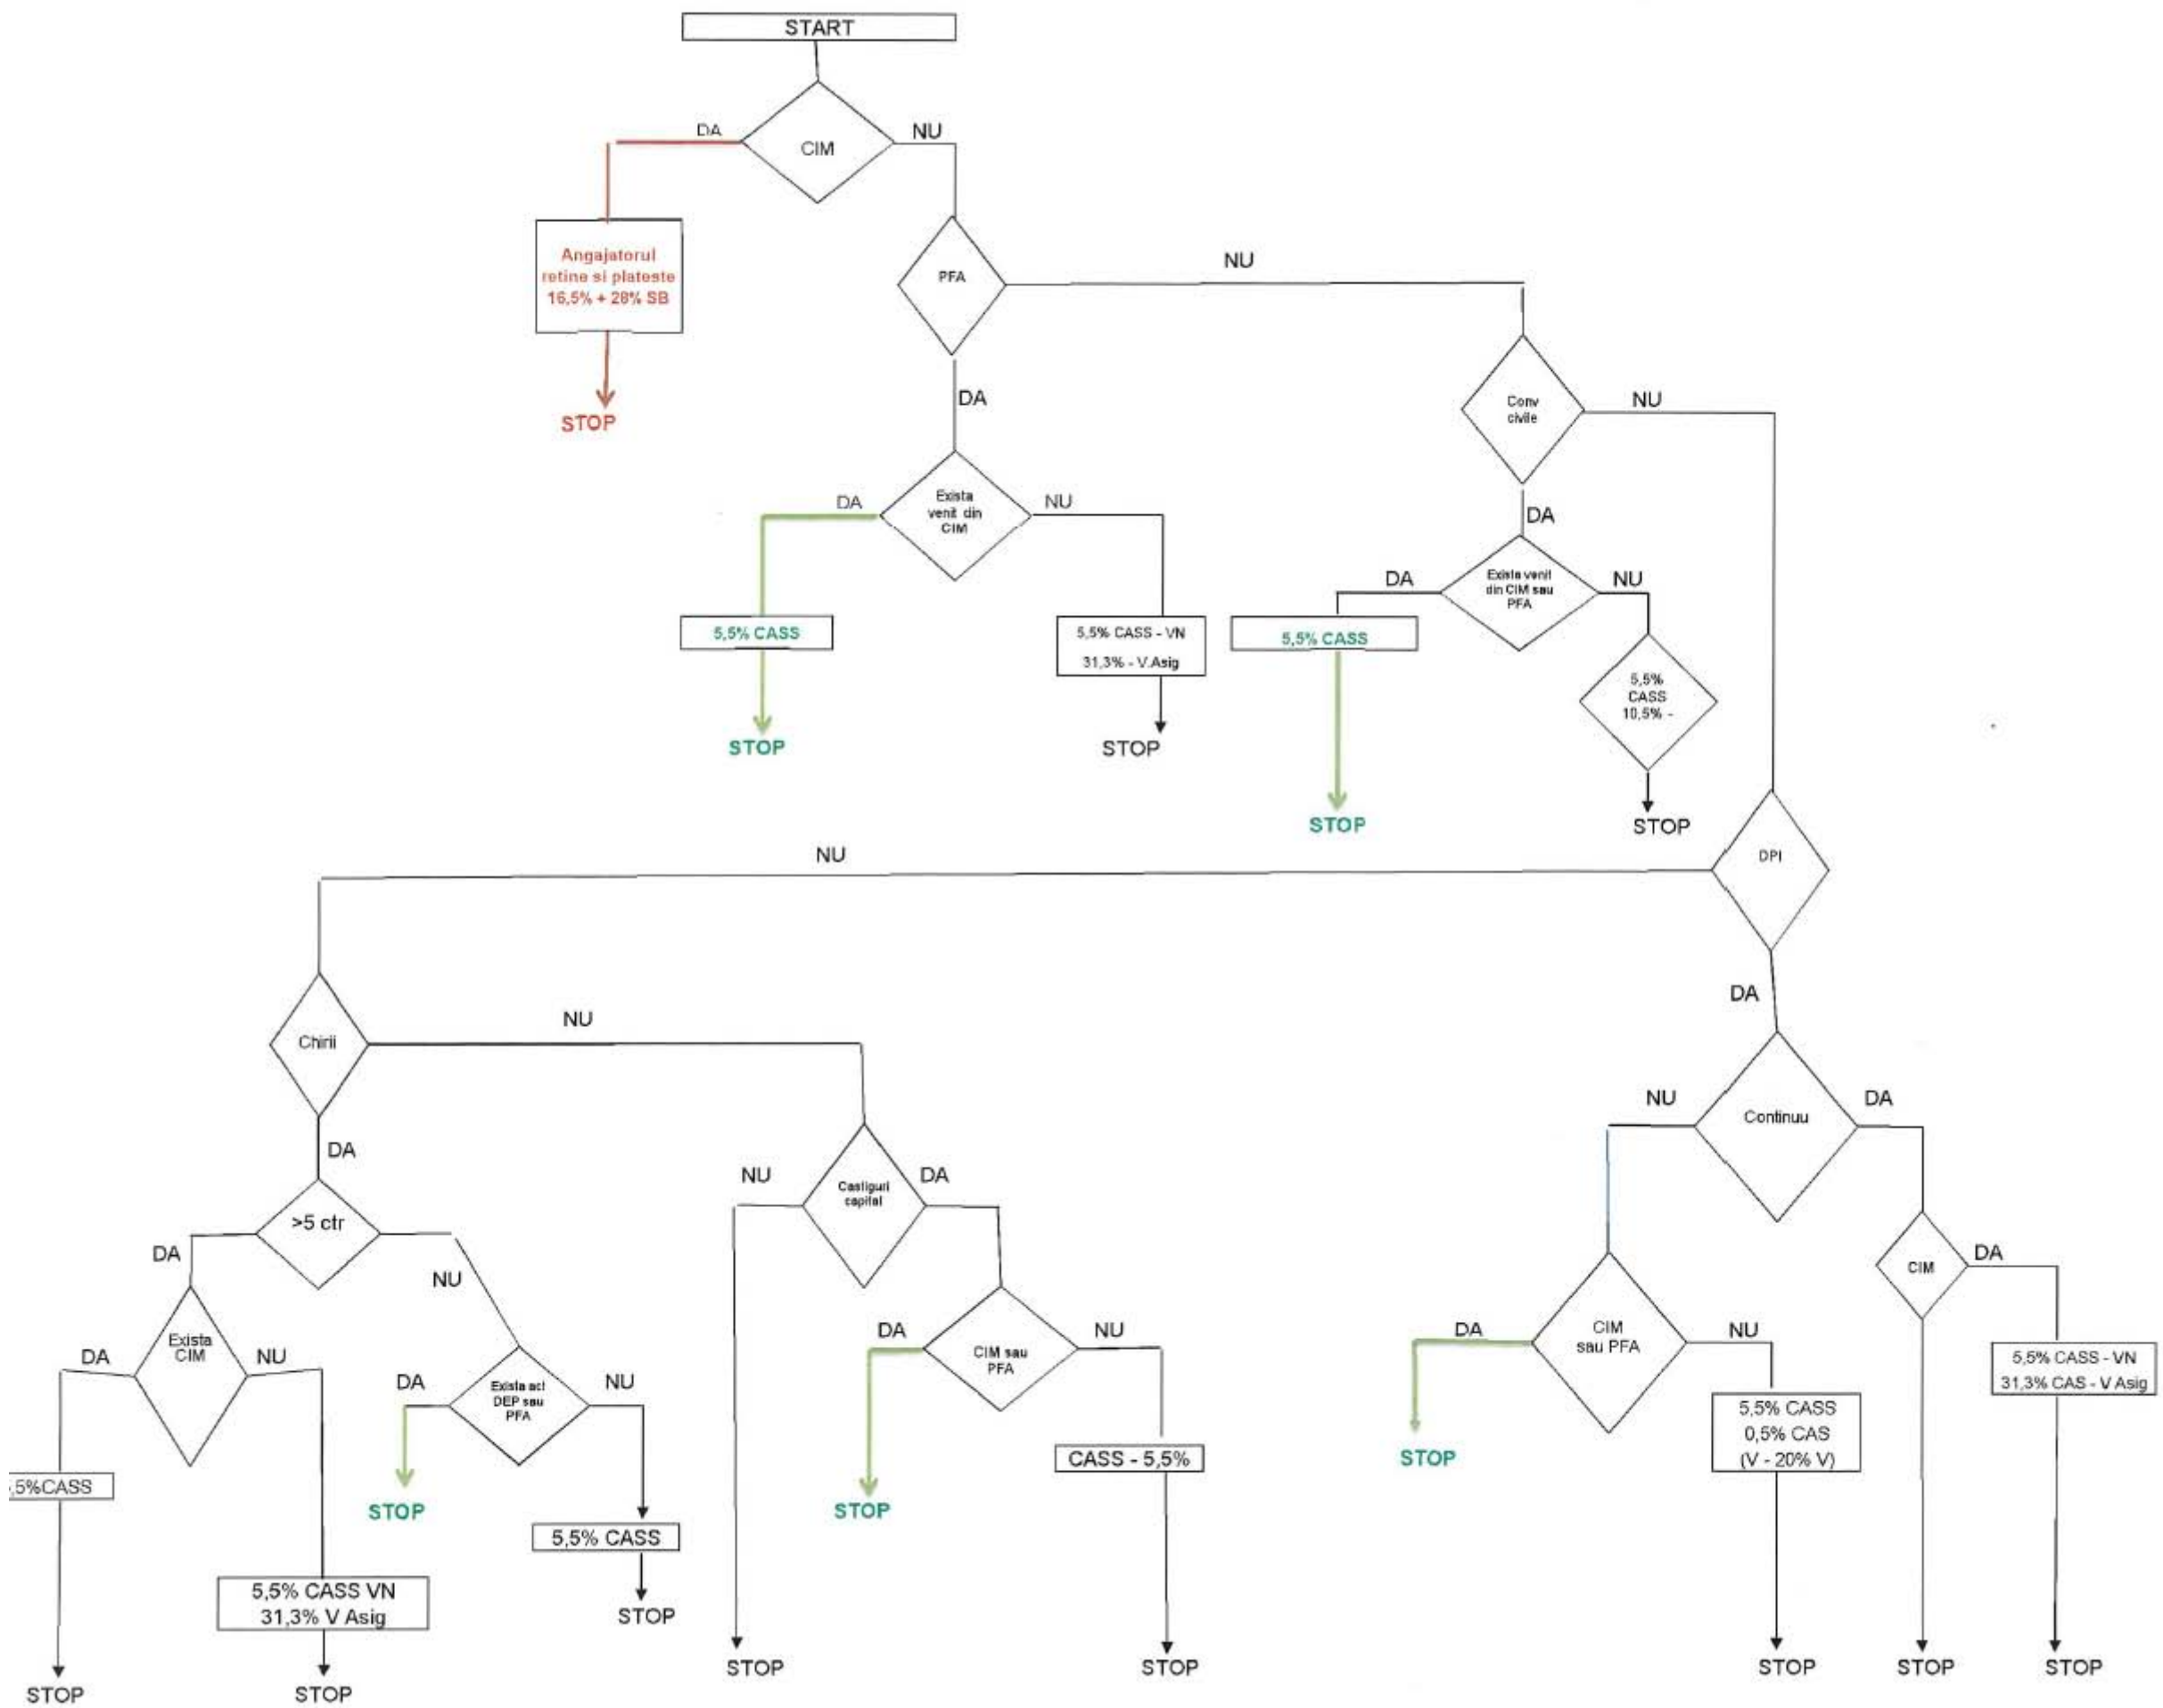 START
DA
NU
CIM
Angajatorul
retine si plateste
16,5% + 28% SB
STOP
PFA
NU
DA
Conv
civile
NU
DA
Exista
venit din
CIM
DA
NU
5,5% CASS
STOP
5,5% CASS - VN
31,3% - V.Asig
STOP
DA
Exista venit
din CIM sau
PFA
NU
5,5% CASS
STOP
5,5%
CASS
10,5% -
STOP
DPI
NU
DA
Chirii
NU
DA
>5 ctr
DA
NU
Exista
CIM
DA
NU
,5%CASS
STOP
5,5% CASS VN
31,3% V Asig
STOP
Exista act
DEP sau
PFA
DA
NU
STOP
5,5% CASS
STOP
Castiguri
capital
NU
DA
STOP
CIM sau
PFA
DA
NU
STOP
CASS - 5,5%
STOP
Continuu
NU
DA
CIM
sau PFA
DA
NU
STOP
5,5% CASS
0,5% CAS
(V - 20% V)
STOP
CIM
DA
STOP
5,5% CASS - VN
31,3% CAS - V Asig
STOP